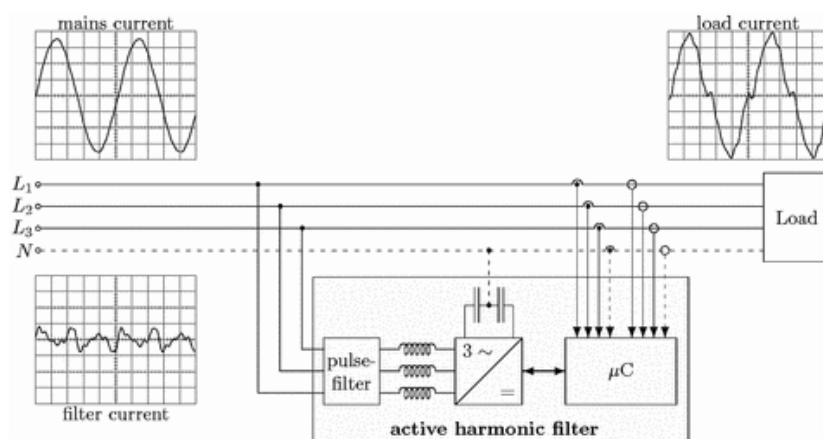 mains current
load current
L1
L2
L3
N
Load
filter current
pulse-
filter
3 ~
=
μC
active harmonic filter